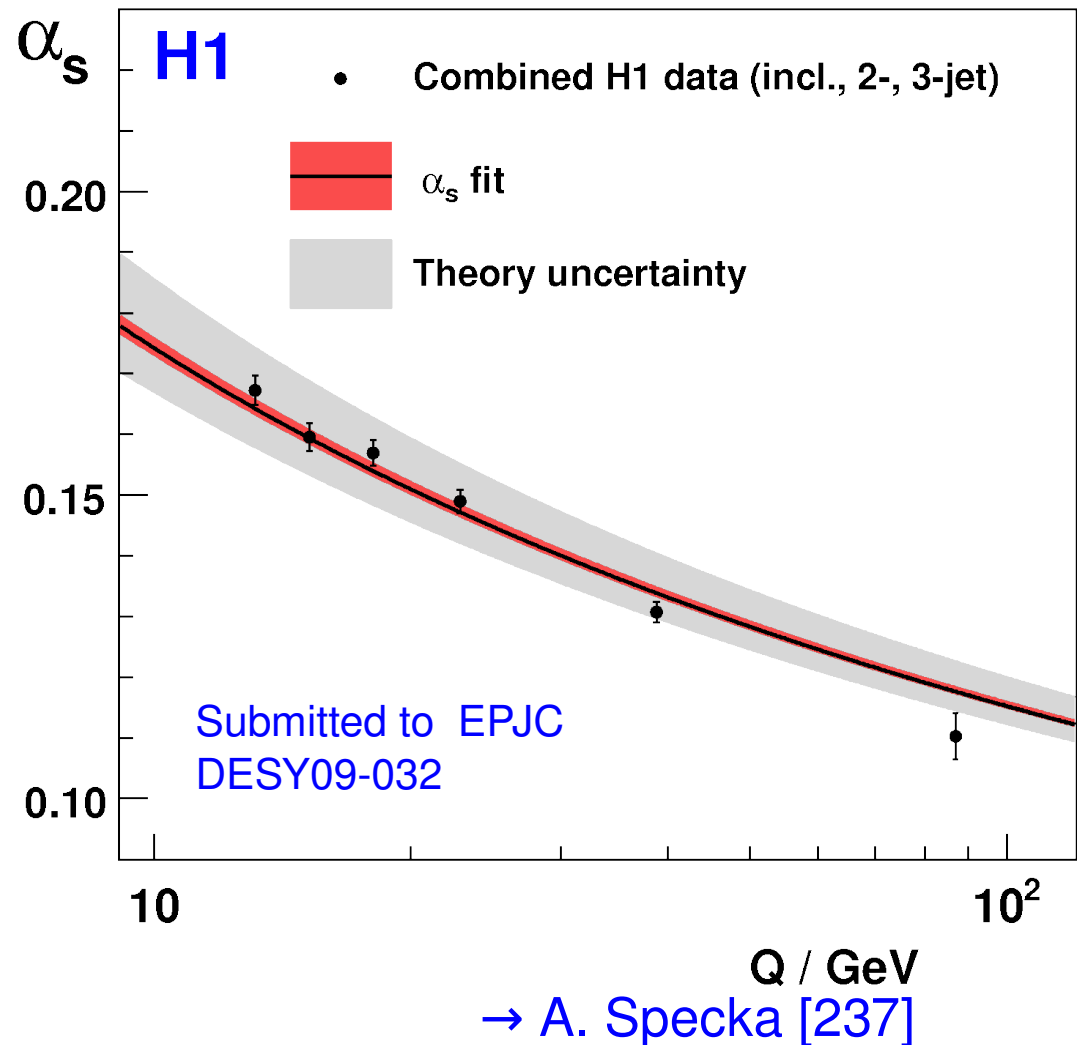 αs
H1
Combined H1 data (incl., 2-, 3-jet)
αs fit
Theory uncertainty
0.20
0.15
0.10
Submitted to EPJC
DESY09-032
10
10²
Q / GeV
→ A. Specka [237]